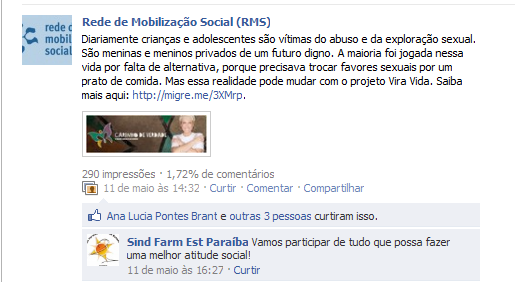 rede de
mobiliz
social
Rede de Mobilização Social (RMS)
Diariamente crianças e adolescentes são vítimas do abuso e da exploração sexual.
São meninas e meninos privados de um futuro digno. A maioria foi jogada nessa
vida por falta de alternativa, porque precisava trocar favores sexuais por um
prato de comida. Mas essa realidade pode mudar com o projeto Vira Vida. Saiba
mais aqui: http://migre.me/3XMrp.
CARINHO DE VERDADE
290 impressões · 1,72% de comentários
11 de maio às 14:32 · Curtir · Comentar · Compartilhar
Ana Lucia Pontes Brant e outras 3 pessoas curtiram isso.
Sind Farm Est Paraíba Vamos participar de tudo que possa fazer
uma melhor atitude social!
11 de maio às 16:27 · Curtir